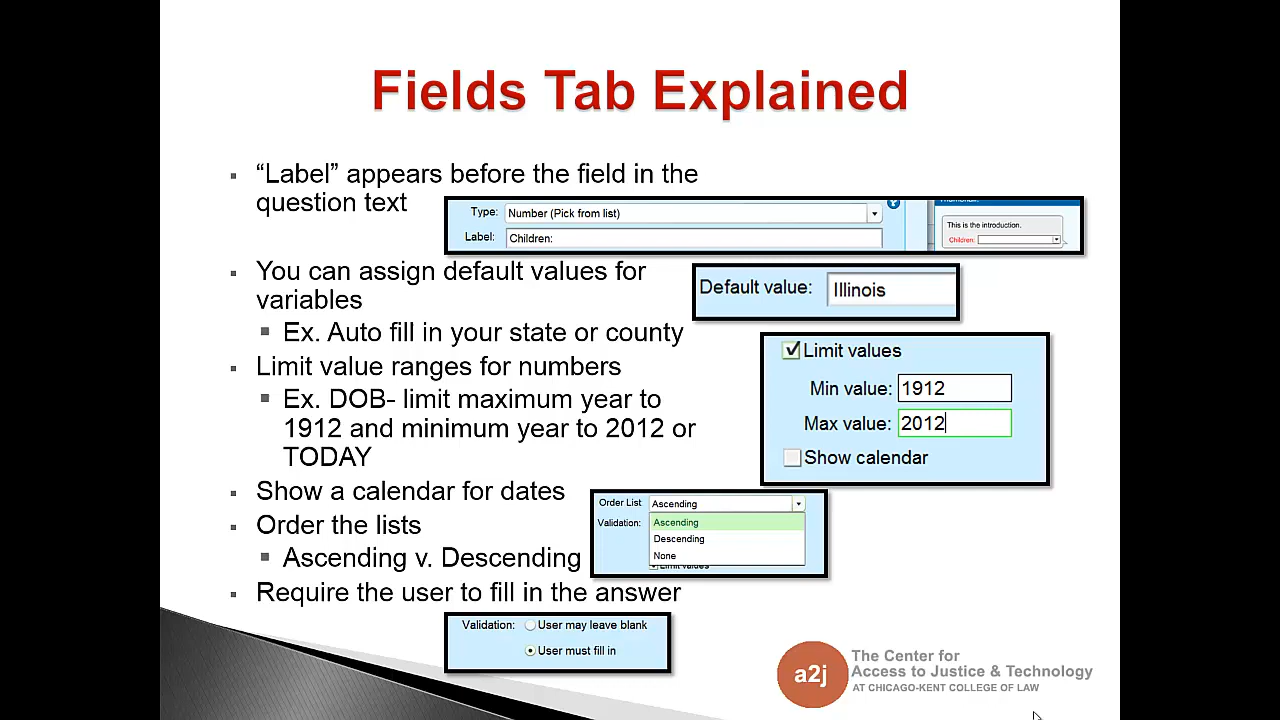 Fields Tab Explained
“Label” appears before the field in the
question text
Type: Number (Pick from list)
Label: Children:
This is the introduction.
Children:
You can assign default values for
variables
Default value: Illinois
Ex. Auto fill in your state or county
Limit value ranges for numbers
Ex. DOB- limit maximum year to
1912 and minimum year to 2012 or
TODAY
Limit values
Min value: 1912
Max value: 2012
Show calendar
Show a calendar for dates
Order the lists
Ascending v. Descending
Order List Ascending
Validation: Ascending
Descending
None
Limit values
Require the user to fill in the answer
Validation: User may leave blank
User must fill in
a2j
The Center for
Access to Justice & Technology
AT CHICAGO-KENT COLLEGE OF LAW